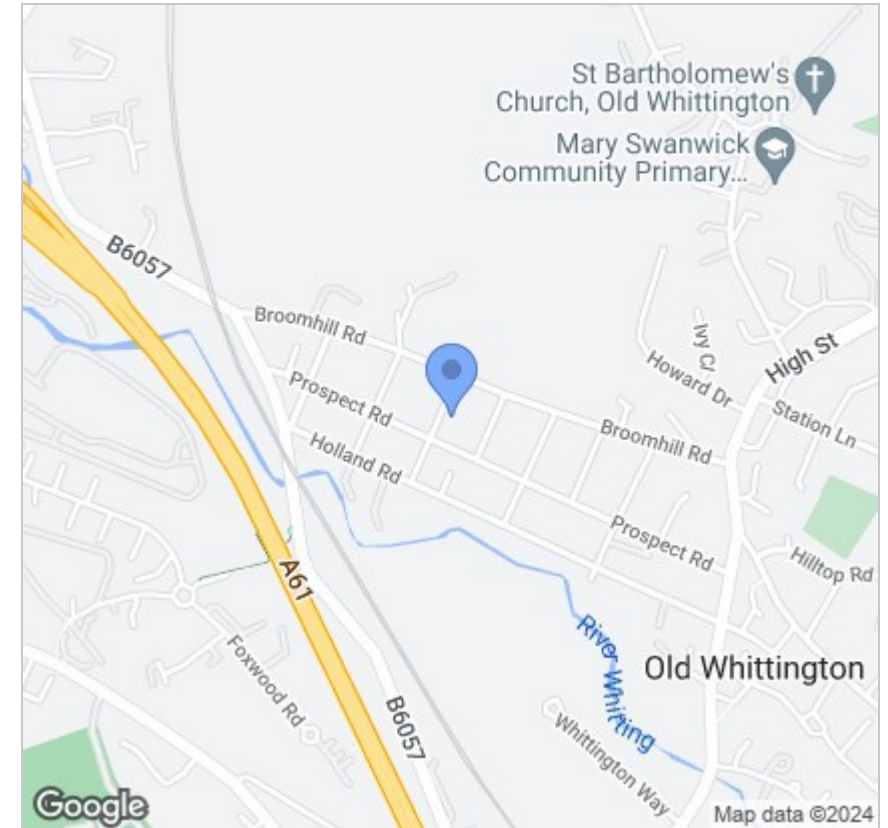 St Bartholomew's
Church, Old Whittington
Mary Swanwick
Community Primary...
B6057
Broomhill Rd
Ivy Cl
High St
Howard Dr
Prospect Rd
Station Ln
Broomhill Rd
Holland Rd
Prospect Rd
Hilltop Rd
A61
River Whitting
Foxwood Rd
Old Whittington
B6057
Whittington Way
Google
Map data ©2024